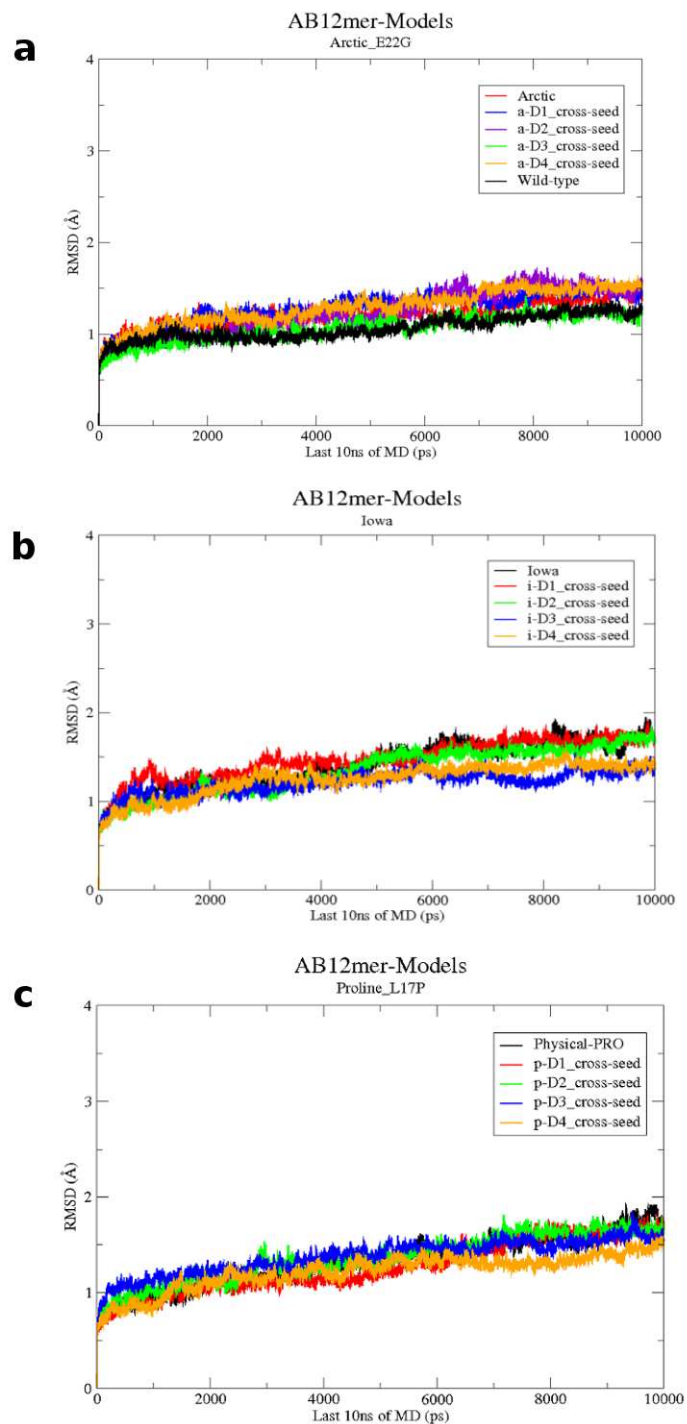 a
AB12mer-Models
Arctic_E22G
Arctic
a-D1_cross-seed
a-D2_cross-seed
a-D3_cross-seed
a-D4_cross-seed
Wild-type
RMSD (Å)
4
3
2
1
0
0
2000
4000
6000
8000
10000
Last 10ns of MD (ps)
b
AB12mer-Models
Iowa
Iowa
i-D1_cross-seed
i-D2_cross-seed
i-D3_cross-seed
i-D4_cross-seed
RMSD (Å)
4
3
2
1
0
0
2000
4000
6000
8000
10000
Last 10ns of MD (ps)
c
AB12mer-Models
Proline_L17P
Physical-PRO
p-D1_cross-seed
p-D2_cross-seed
p-D3_cross-seed
p-D4_cross-seed
RMSD (Å)
4
3
2
1
0
0
2000
4000
6000
8000
10000
Last 10ns of MD (ps)